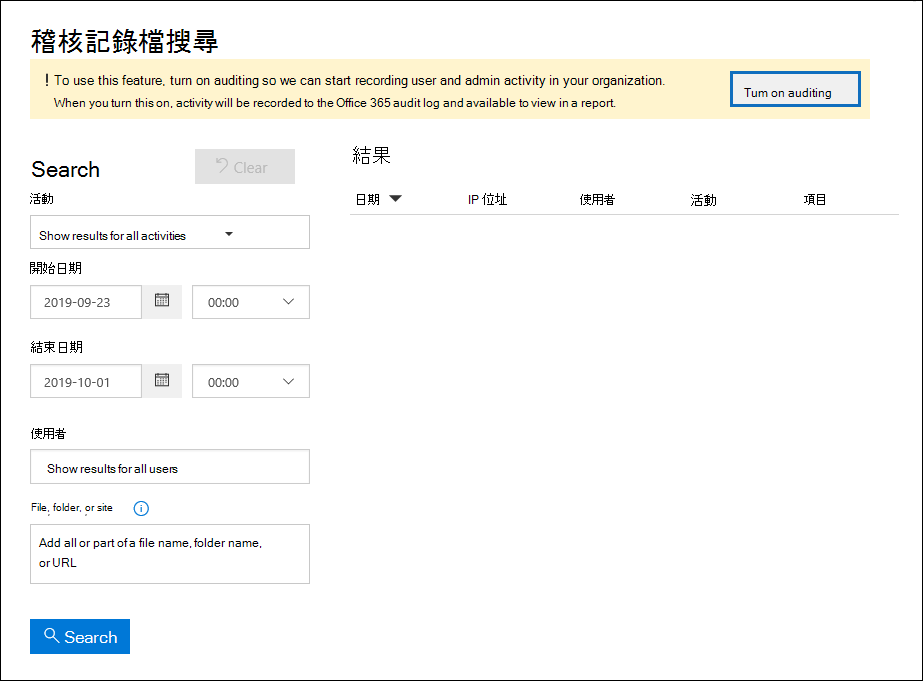 稽核記錄檔搜尋
! To use this feature, turn on auditing so we can start recording user and admin activity in your organization.
When you turn this on, activity will be recorded to the Office 365 audit log and available to view in a report.
Tum on auditing
Search
Clear
活動
Show results for all activities
開始日期
2019-09-23
00:00
結束日期
2019-10-01
00:00
使用者
Show results for all users
File, folder, or site
Add all or part of a file name, folder name,
or URL
Search
結果
日期 IP 位址 使用者 活動 項目